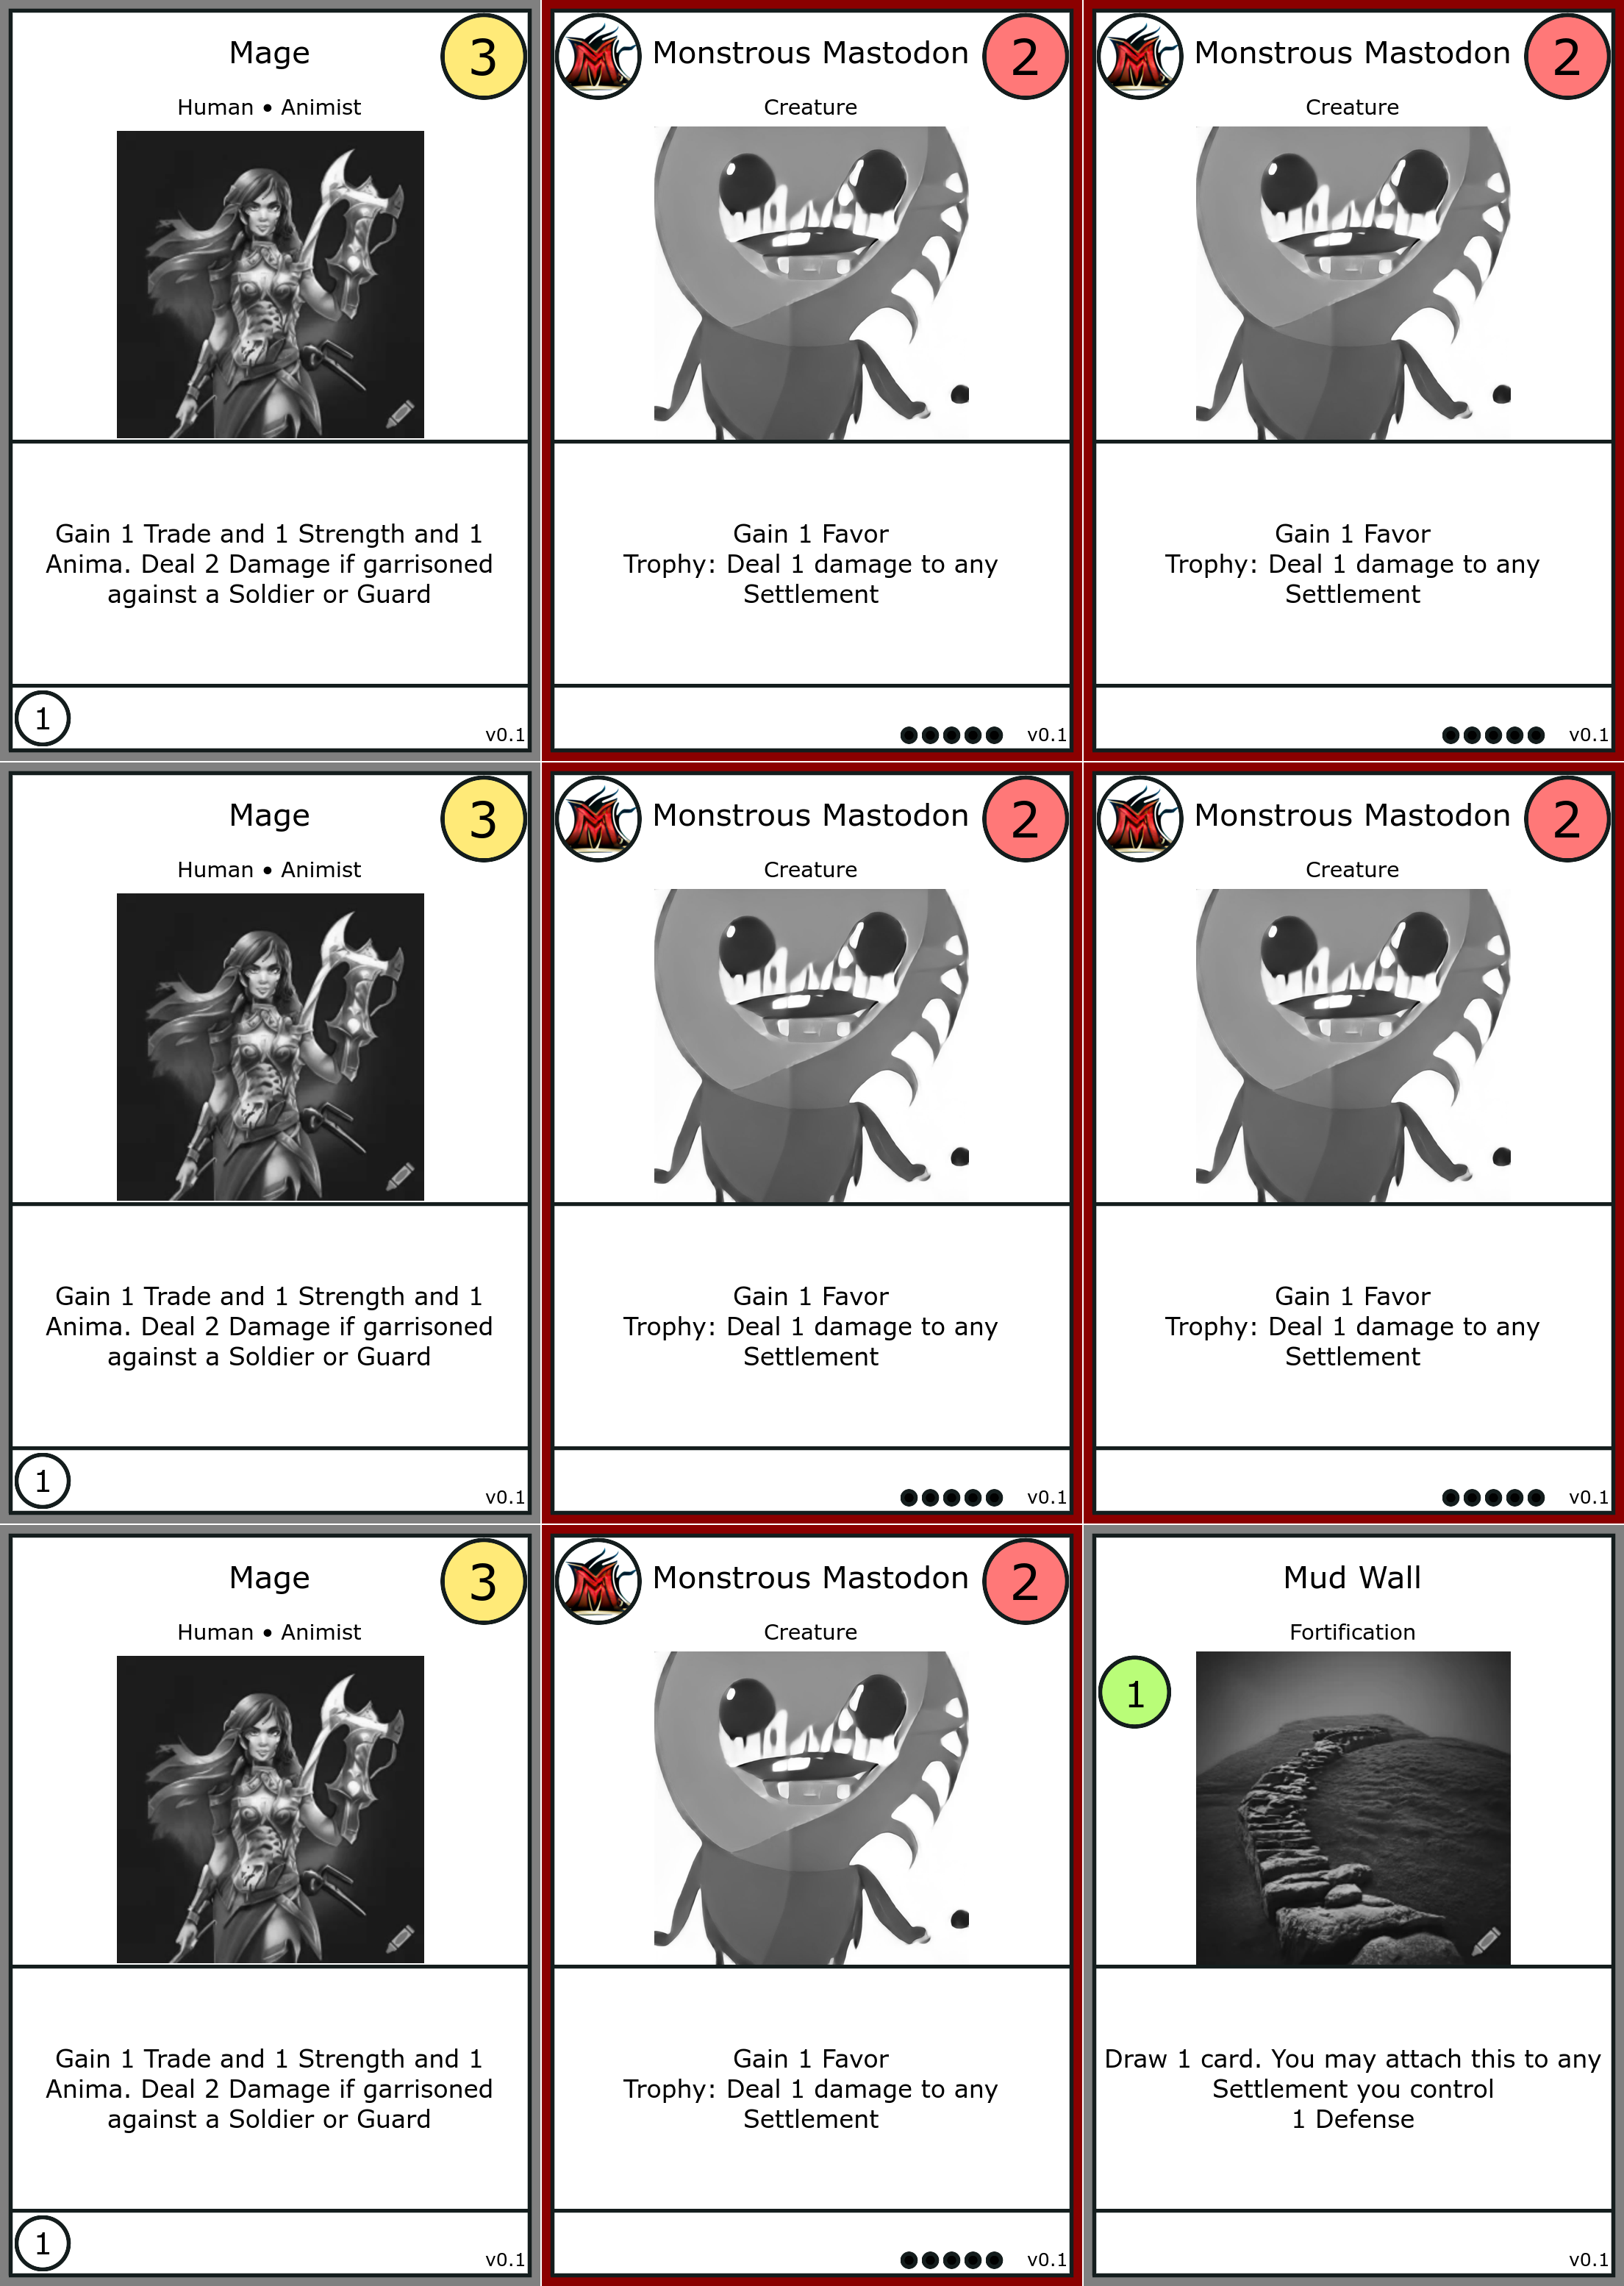 Mage
3
Human • Animist
Gain 1 Trade and 1 Strength and 1
Anima. Deal 2 Damage if garrisoned
against a Soldier or Guard
1
v0.1
M
Monstrous Mastodon
2
Creature
Gain 1 Favor
Trophy: Deal 1 damage to any
Settlement
v0.1
M
Monstrous Mastodon
2
Creature
Gain 1 Favor
Trophy: Deal 1 damage to any
Settlement
v0.1
Mage
3
Human • Animist
Gain 1 Trade and 1 Strength and 1
Anima. Deal 2 Damage if garrisoned
against a Soldier or Guard
1
v0.1
M
Monstrous Mastodon
2
Creature
Gain 1 Favor
Trophy: Deal 1 damage to any
Settlement
v0.1
M
Monstrous Mastodon
2
Creature
Gain 1 Favor
Trophy: Deal 1 damage to any
Settlement
v0.1
Mage
3
Human • Animist
Gain 1 Trade and 1 Strength and 1
Anima. Deal 2 Damage if garrisoned
against a Soldier or Guard
1
v0.1
M
Monstrous Mastodon
2
Creature
Gain 1 Favor
Trophy: Deal 1 damage to any
Settlement
v0.1
Mud Wall
Fortification
1
Draw 1 card. You may attach this to any
Settlement you control
1 Defense
v0.1